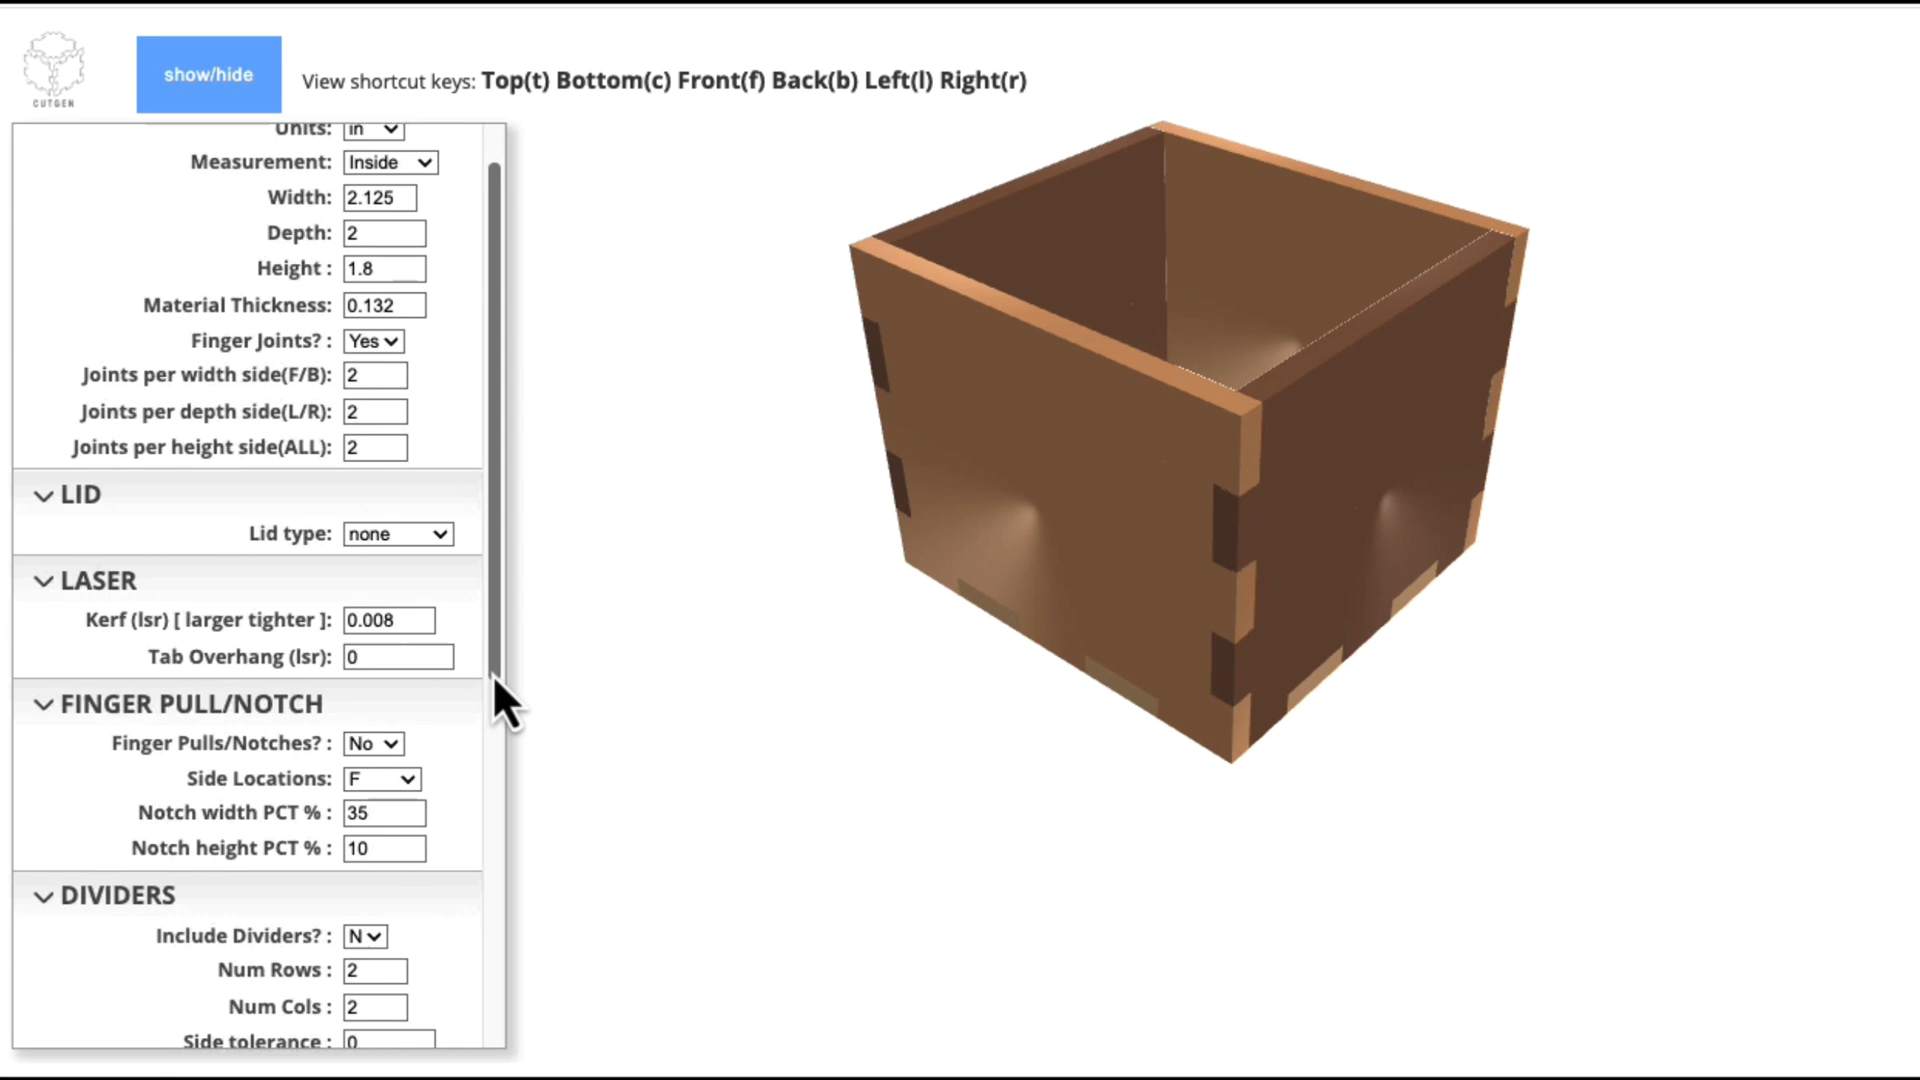 CUTGEN
show/hide
View shortcut keys: Top(t) Bottom(c) Front(f) Back(b) Left(l) Right(r)
Units: in
Measurement: Inside
Width: 2.125
Depth: 2
Height : 1.8
Material Thickness: 0.132
Finger Joints? : Yes
Joints per width side(F/B): 2
Joints per depth side(L/R): 2
Joints per height side(ALL): 2
LID
Lid type: none
LASER
Kerf (lsr) [ larger tighter ]: 0.008
Tab Overhang (lsr): 0
FINGER PULL/NOTCH
Finger Pulls/Notches? : No
Side Locations: F
Notch width PCT % : 35
Notch height PCT % : 10
DIVIDERS
Include Dividers? : N
Num Rows : 2
Num Cols : 2
Side tolerance : 0